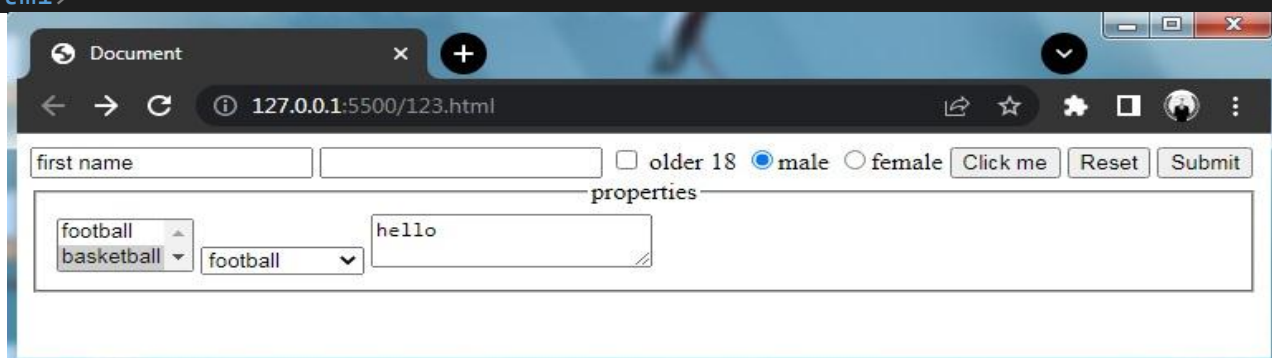 Document
127.0.0.1:5500/123.html
first name older 18 male female Click me Reset Submit
properties
football
basketball
football
hello